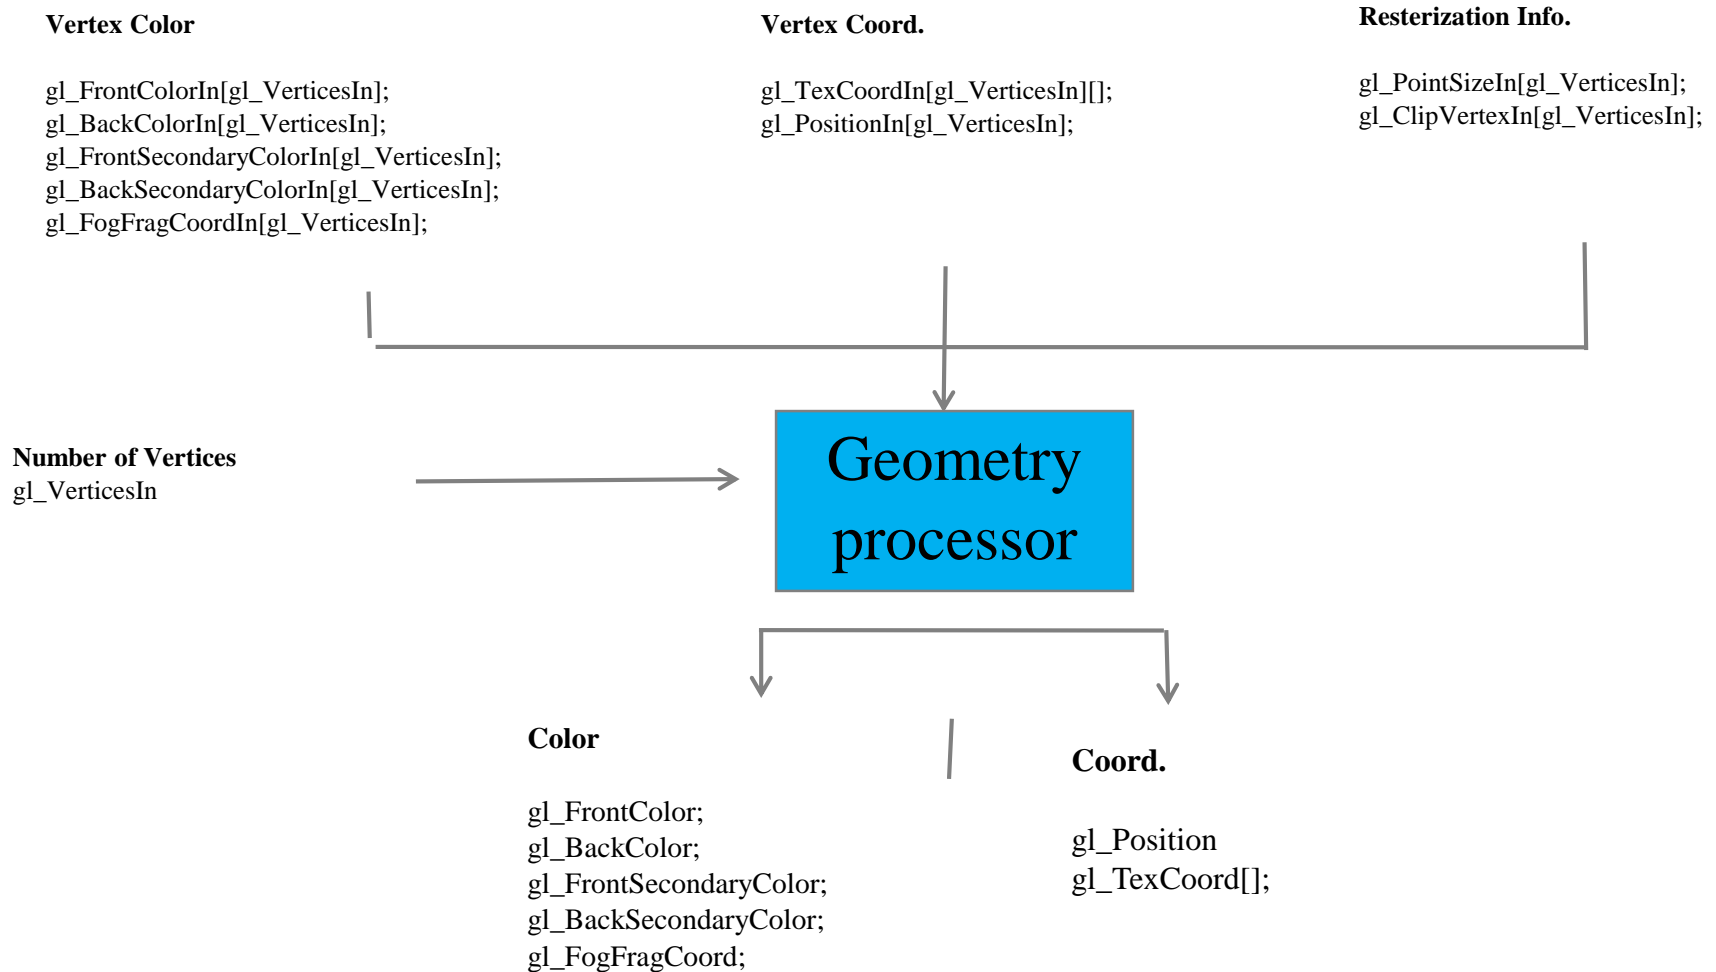 Vertex Color
gl_FrontColorIn[gl_VerticesIn];
gl_BackColorIn[gl_VerticesIn];
gl_FrontSecondaryColorIn[gl_VerticesIn];
gl_BackSecondaryColorIn[gl_VerticesIn];
gl_FogFragCoordIn[gl_VerticesIn];
Vertex Coord.
gl_TexCoordIn[gl_VerticesIn][];
gl_PositionIn[gl_VerticesIn];
Resterization Info.
gl_PointSizeIn[gl_VerticesIn];
gl_ClipVertexIn[gl_VerticesIn];
Number of Vertices
gl_VerticesIn
Geometry
processor
Color
gl_FrontColor;
gl_BackColor;
gl_FrontSecondaryColor;
gl_BackSecondaryColor;
gl_FogFragCoord;
Coord.
gl_Position
gl_TexCoord[];